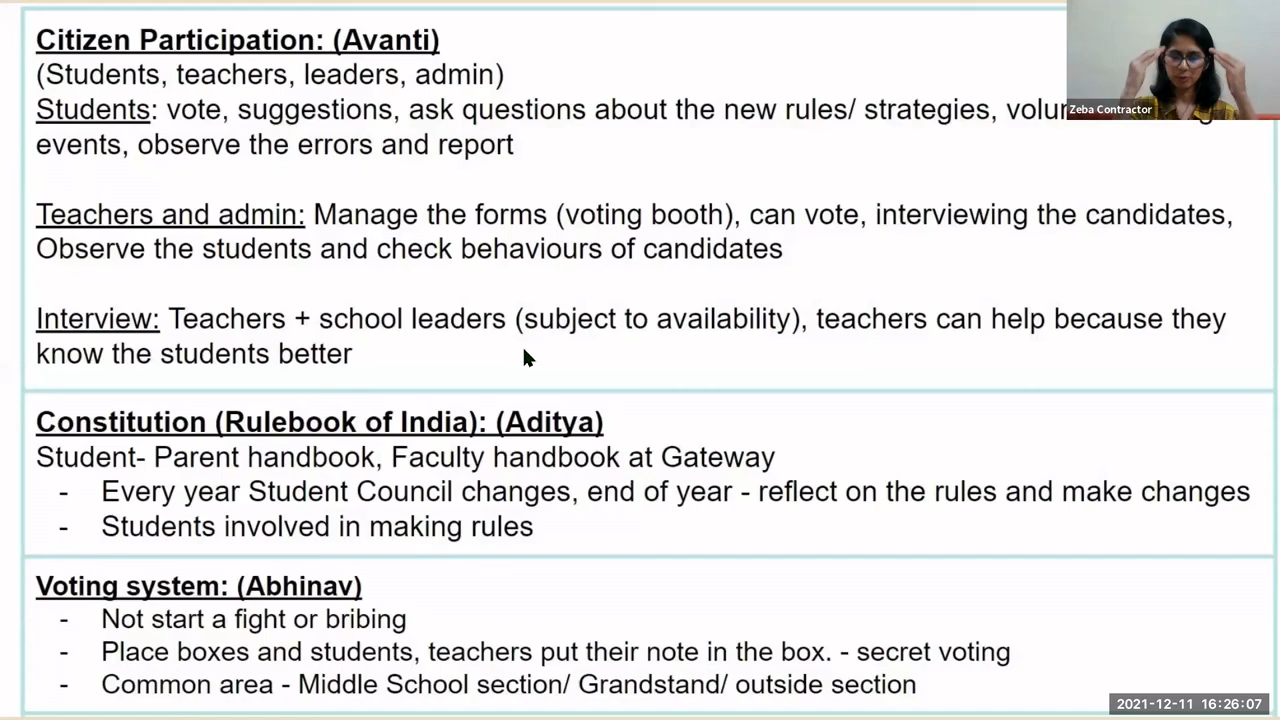 Citizen Participation: (Avanti)
(Students, teachers, leaders, admin)
Students: vote, suggestions, ask questions about the new rules/ strategies,
events, observe the errors and report
Teachers and admin: Manage the forms (voting booth), can vote, interviewing the candidates,
Observe the students and check behaviours of candidates
Interview: Teachers + school leaders (subject to availability), teachers can help because they
know the students better
Constitution (Rulebook of India): (Aditya)
Student- Parent handbook, Faculty handbook at Gateway
- Every year Student Council changes, end of year - reflect on the rules and make changes
- Students involved in making rules
Voting system: (Abhinav)
- Not start a fight or bribing
- Place boxes and students, teachers put their note in the box. - secret voting
- Common area - Middle School section/ Grandstand/ outside section
Zeba Contractor
2021-12-11 16:26:07